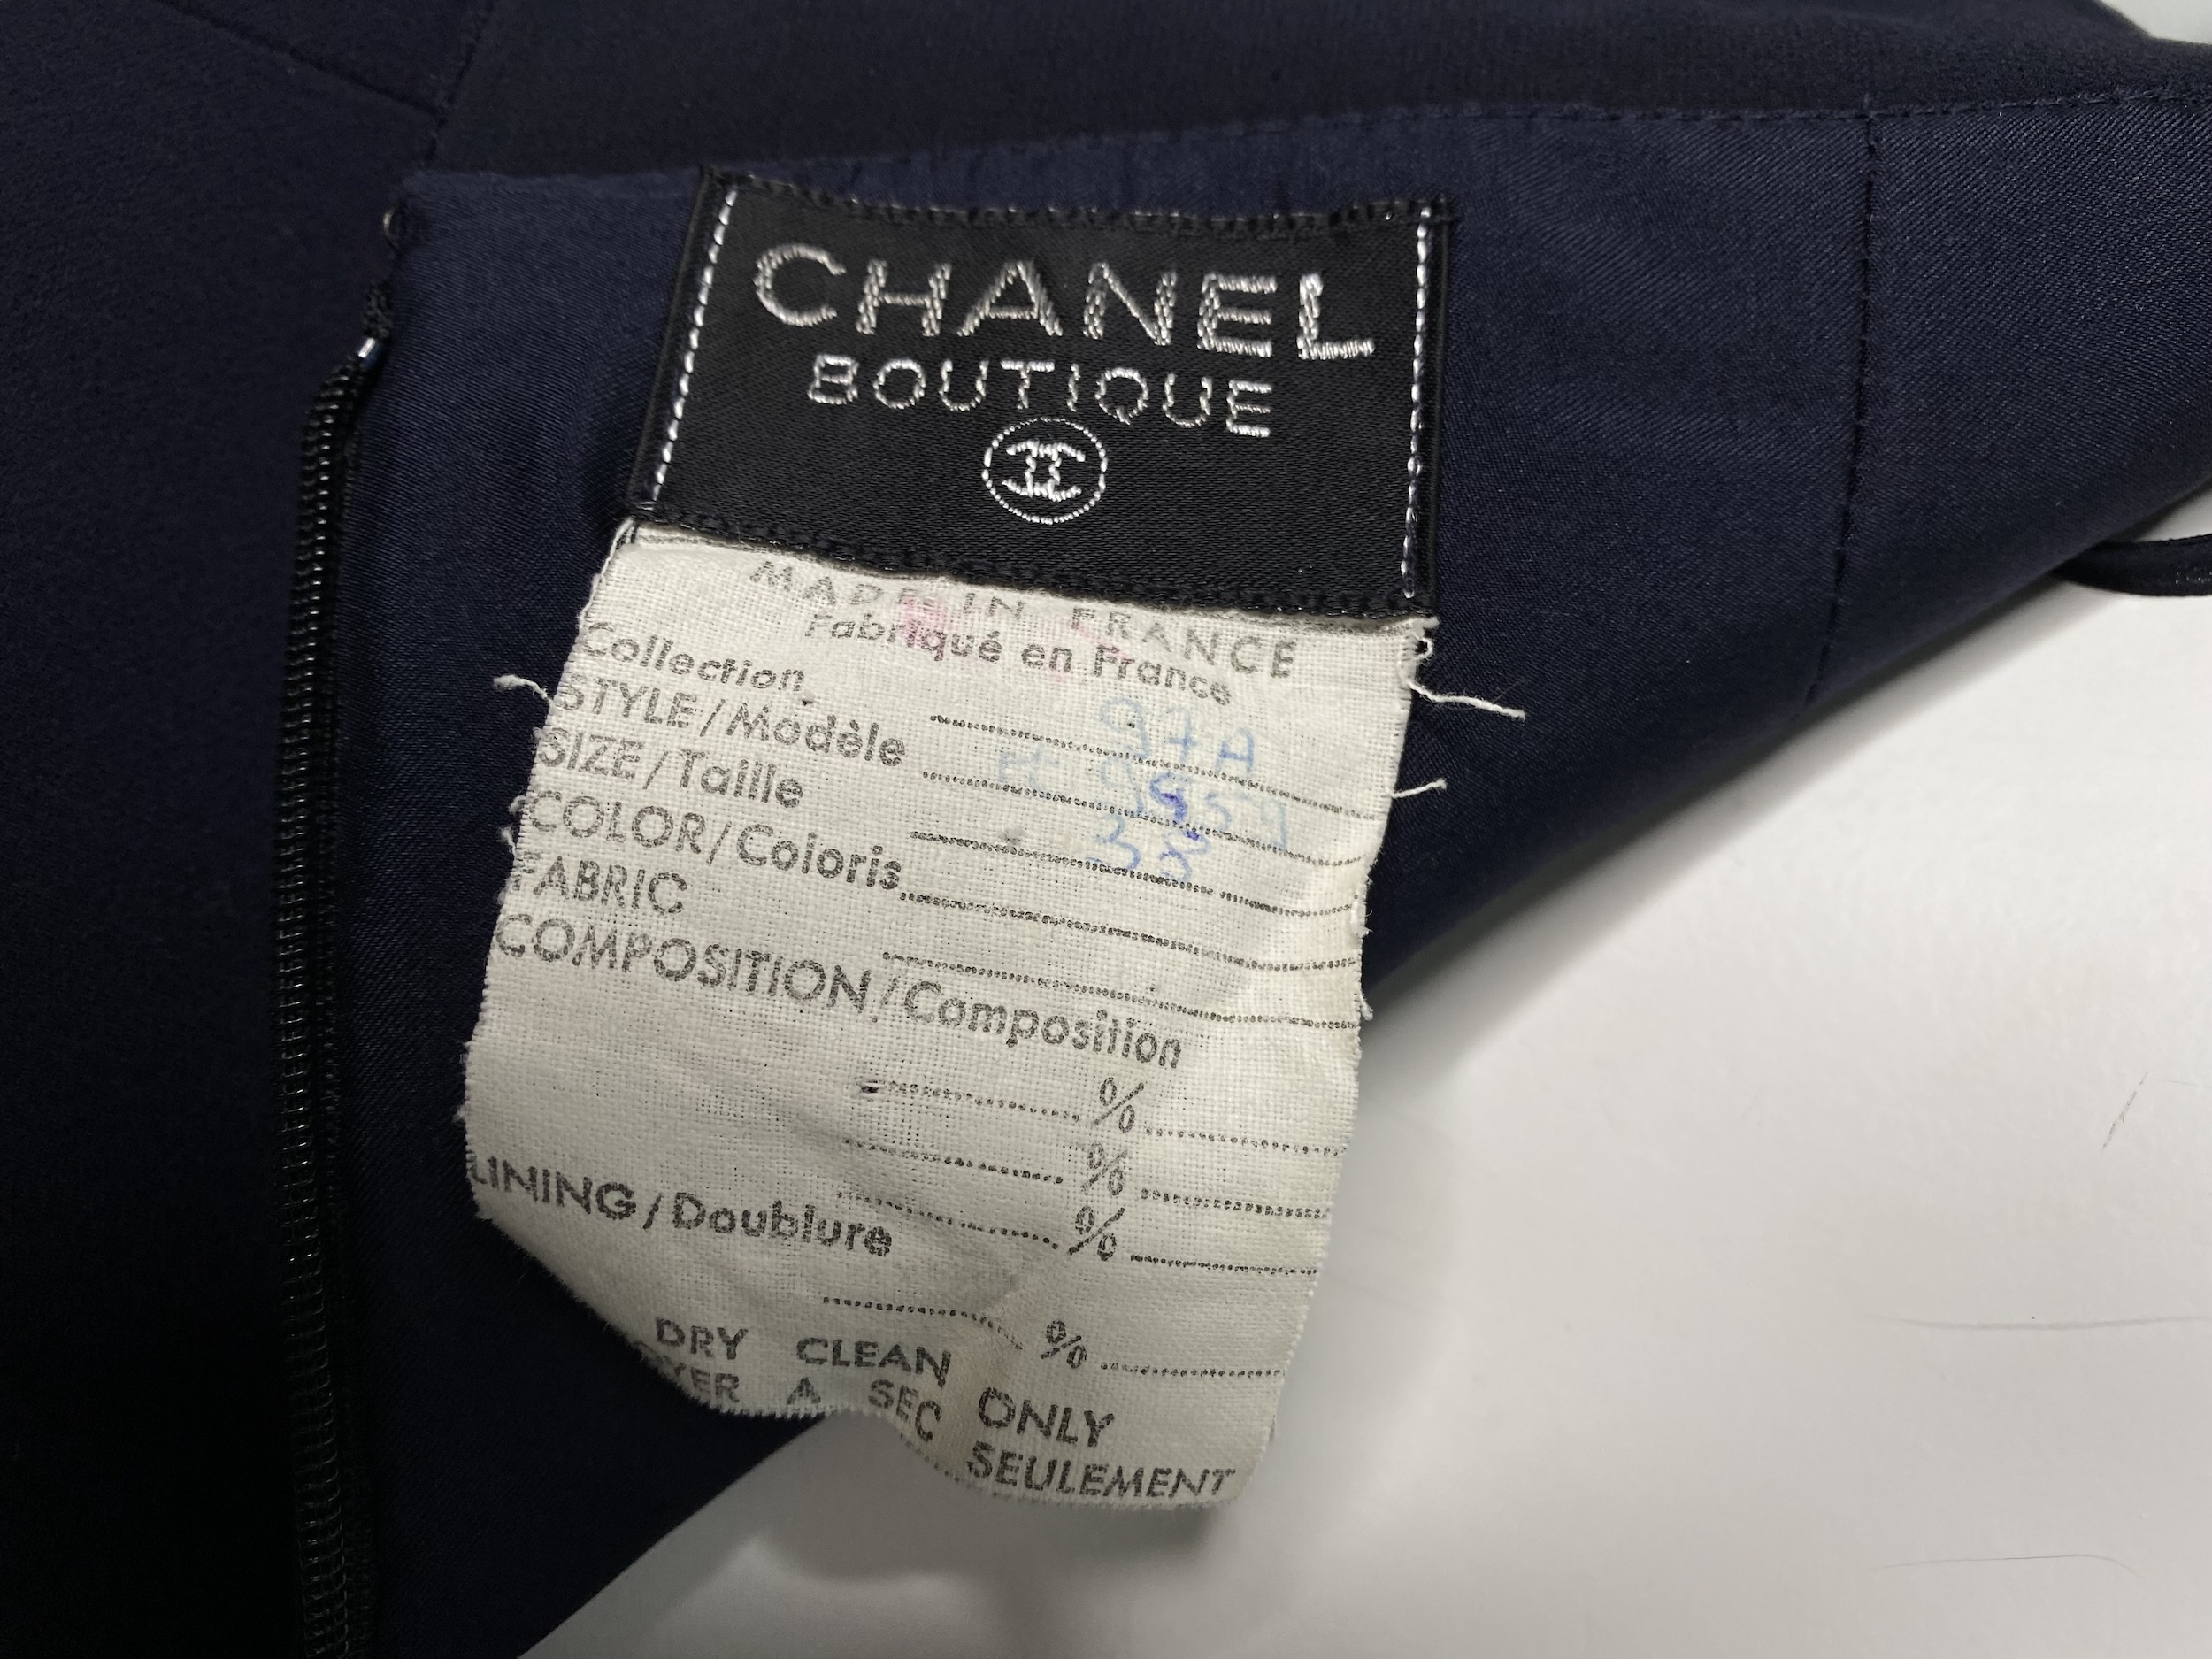 CHANEL
BOUTIQUE
MADE IN FRANCE
Fabriqué en France
Collection 97A
STYLE/Modèle
SIZE/Taille
COLOR/Coloris
FABRIC
COMPOSITION/Composition
%
%
%
LINING/Doublure
%
DRY CLEAN ONLY
A SEC SEULEMENT